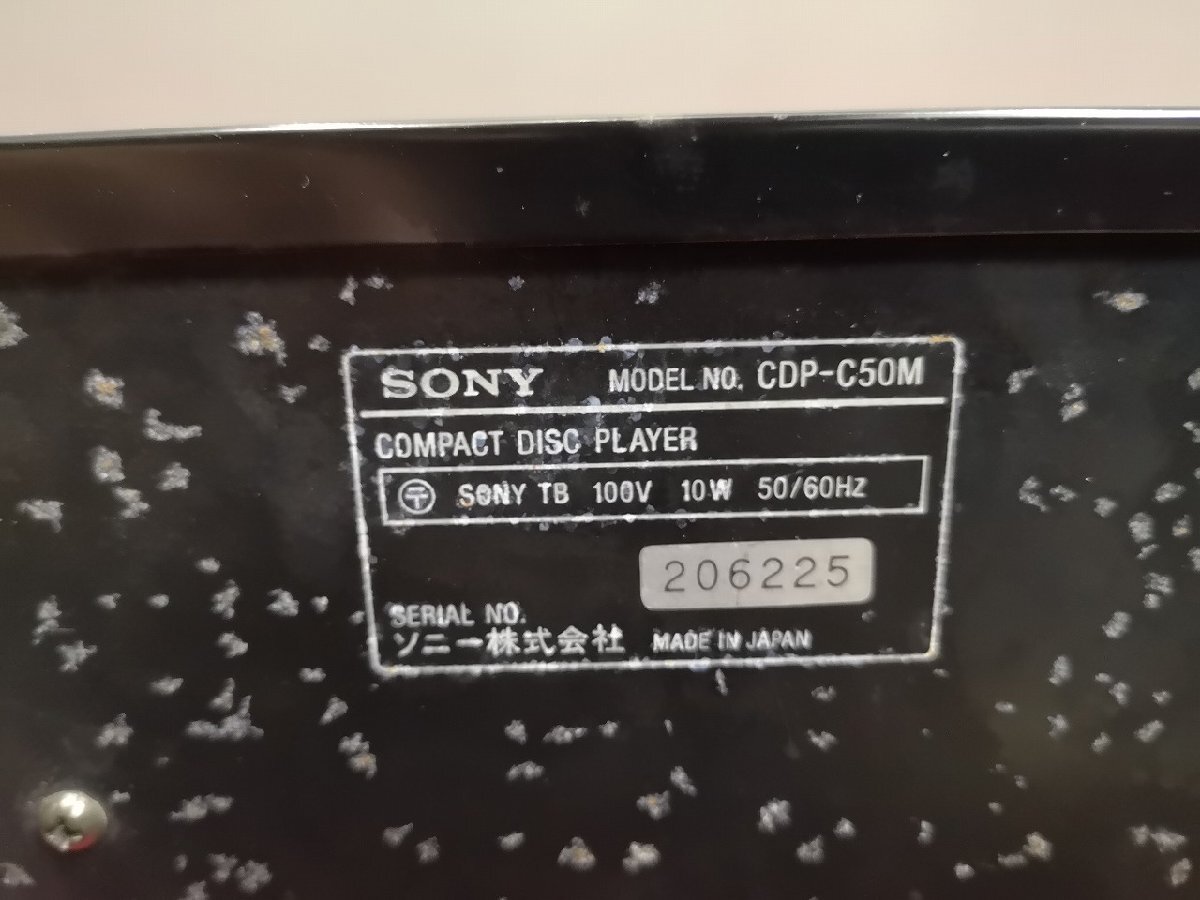 SONY MODEL NO. CDP-C50M
COMPACT DISC PLAYER
〶 SONY TB 100V 10W 50/60Hz
206225
SERIAL NO.
ソニー株式会社 MADE IN JAPAN